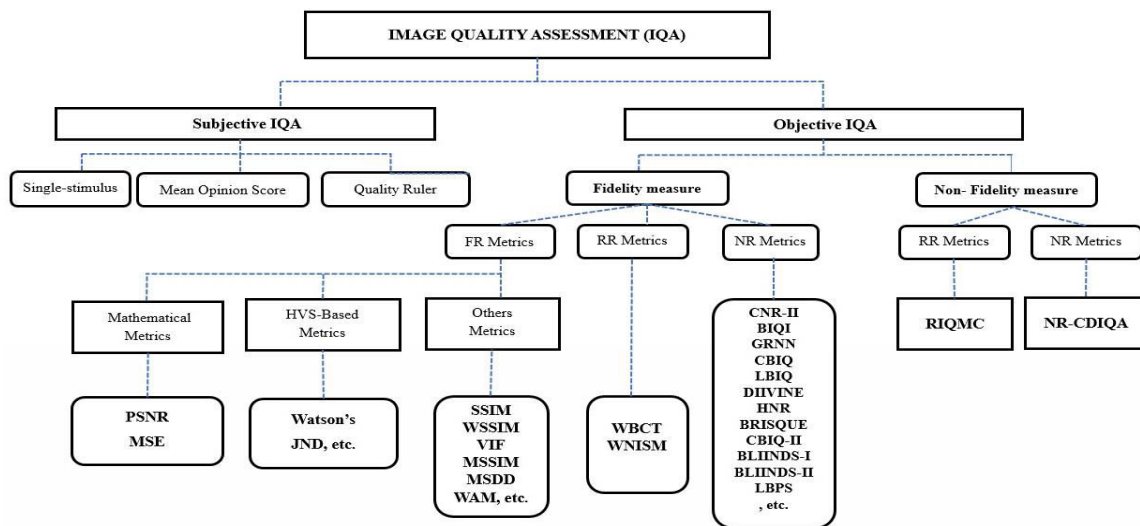 IMAGE QUALITY ASSESSMENT (IQA)
Subjective IQA
Objective IQA
Single-stimulus
Mean Opinion Score
Quality Ruler
Fidelity measure
Non- Fidelity measure
FR Metrics
RR Metrics
NR Metrics
RR Metrics
NR Metrics
Mathematical
Metrics
HVS-Based
Metrics
Others
Metrics
PSNR
MSE
Watson's
JND, etc.
SSIM
WSSIM
VIF
MSSIM
MSDD
WAM, etc.
WBCT
WNISM
CNR-II
BIQI
GRNN
CBIQ
LBIQ
DIIVINE
HNR
BRISQUE
CBIQ-II
BLIINDS-I
BLIINDS-II
LBPS
, etc.
RIQMC
NR-CDIQA